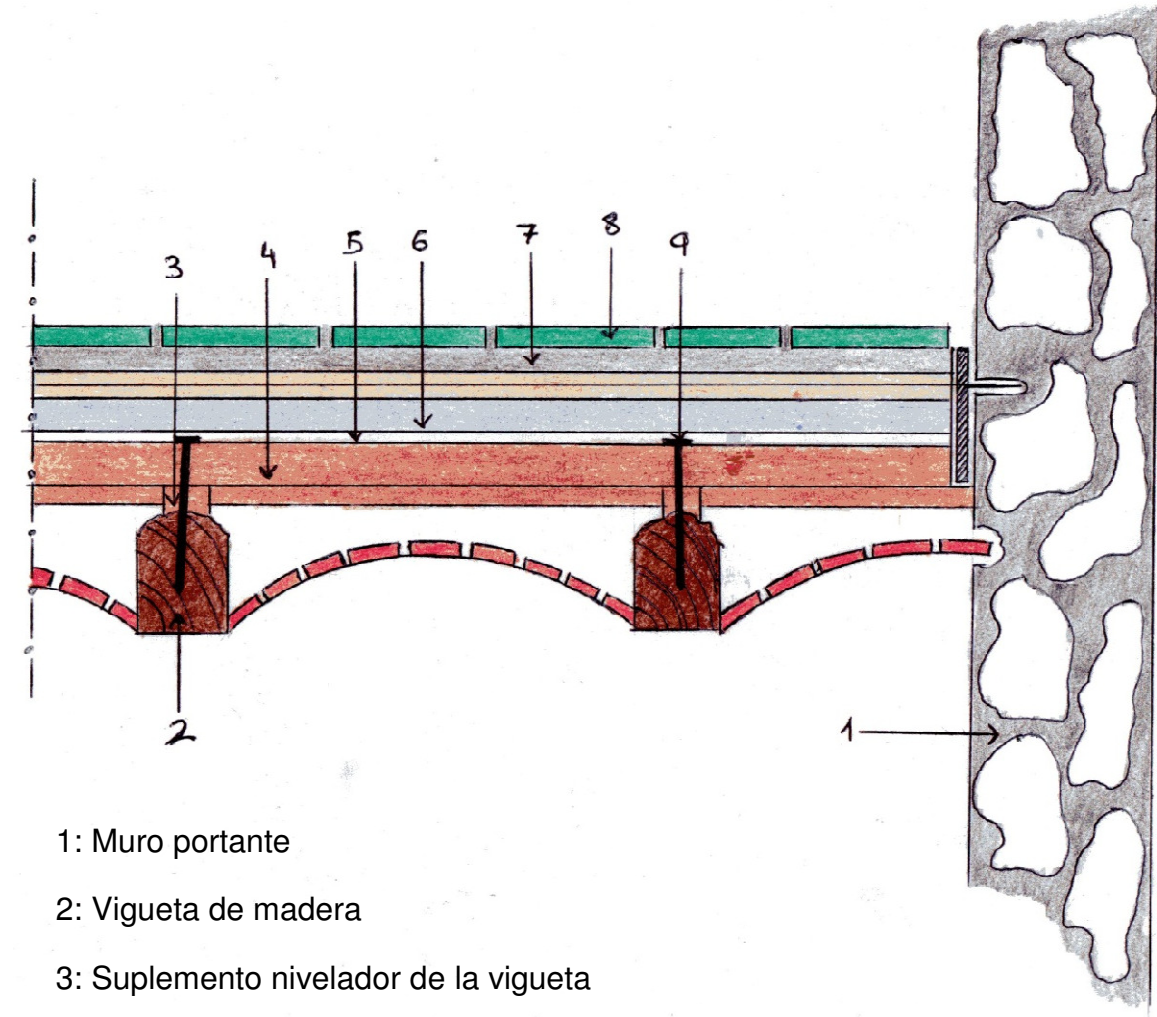 3 4 5 6 7 8 9
2
1
1: Muro portante
2: Vigueta de madera
3: Suplemento nivelador de la vigueta